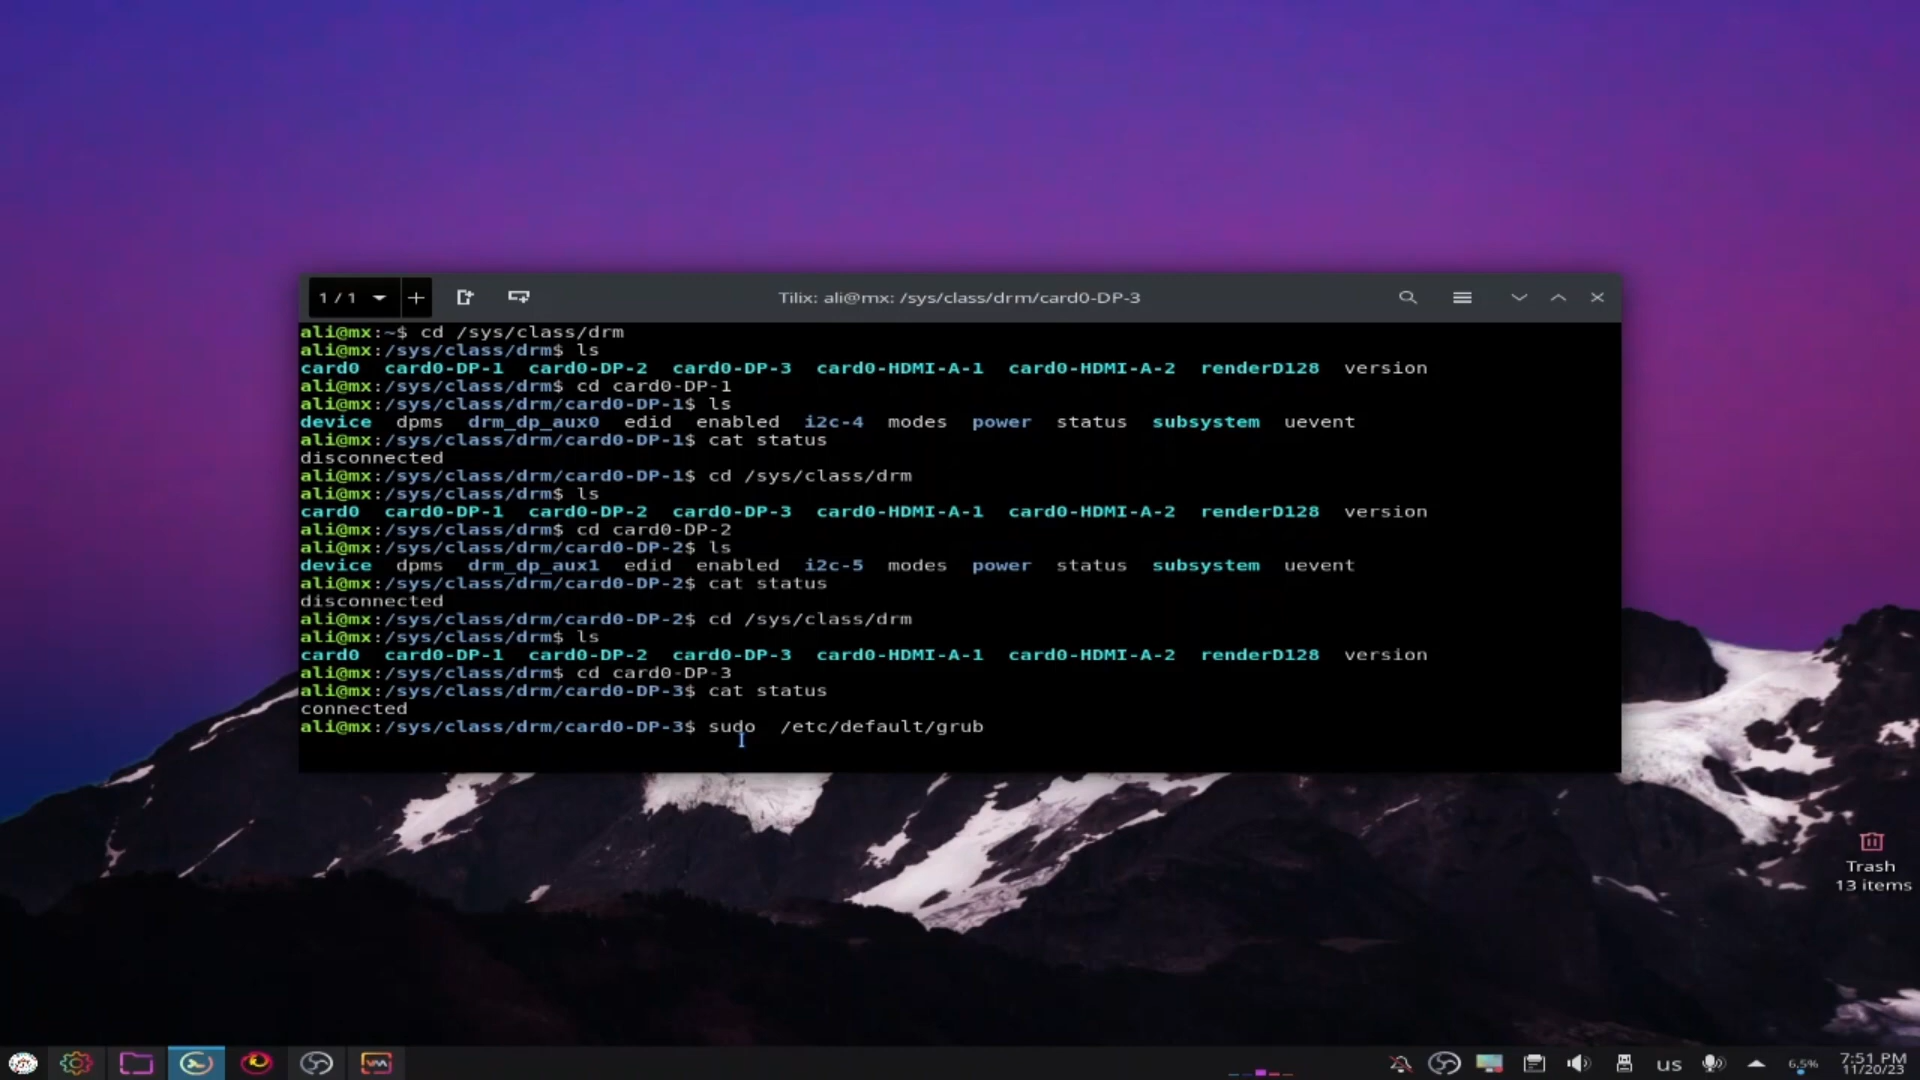 1 / 1
Tilix: ali@mx: /sys/class/drm/card0-DP-3
ali@mx:~$ cd /sys/class/drm
ali@mx:/sys/class/drm$ ls
card0  card0-DP-1  card0-DP-2  card0-DP-3  card0-HDMI-A-1  card0-HDMI-A-2  renderD128  version
ali@mx:/sys/class/drm$ cd card0-DP-1
ali@mx:/sys/class/drm/card0-DP-1$ ls
device  dpms  drm_dp_aux0  edid  enabled  i2c-4  modes  power  status  subsystem  uevent
ali@mx:/sys/class/drm/card0-DP-1$ cat status
disconnected
ali@mx:/sys/class/drm/card0-DP-1$ cd /sys/class/drm
ali@mx:/sys/class/drm$ ls
card0  card0-DP-1  card0-DP-2  card0-DP-3  card0-HDMI-A-1  card0-HDMI-A-2  renderD128  version
ali@mx:/sys/class/drm$ cd card0-DP-2
ali@mx:/sys/class/drm/card0-DP-2$ ls
device  dpms  drm_dp_aux1  edid  enabled  i2c-5  modes  power  status  subsystem  uevent
ali@mx:/sys/class/drm/card0-DP-2$ cat status
disconnected
ali@mx:/sys/class/drm/card0-DP-2$ cd /sys/class/drm
ali@mx:/sys/class/drm$ ls
card0  card0-DP-1  card0-DP-2  card0-DP-3  card0-HDMI-A-1  card0-HDMI-A-2  renderD128  version
ali@mx:/sys/class/drm$ cd card0-DP-3
ali@mx:/sys/class/drm/card0-DP-3$ cat status
connected
ali@mx:/sys/class/drm/card0-DP-3$ sudo  /etc/default/grub
Trash
13 items
us
6.5%
7:51 PM
11/20/23